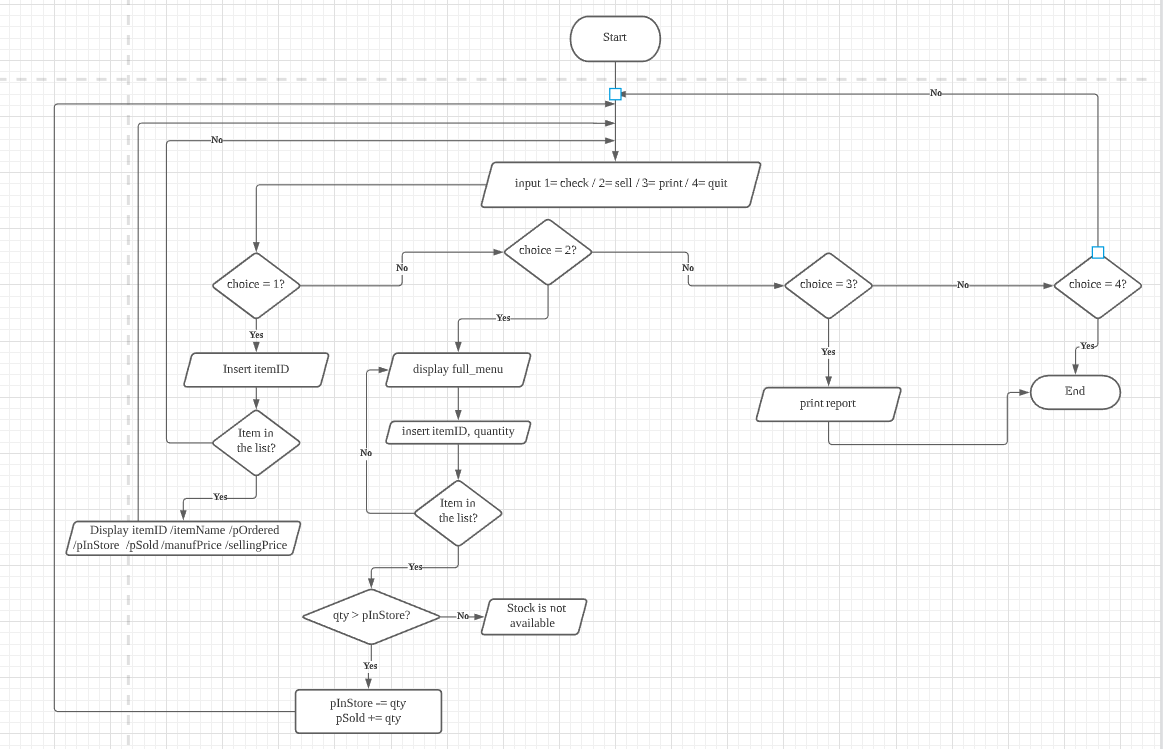 Start
No
No
input 1= check / 2= sell / 3= print / 4= quit
choice = 1?
No
choice = 2?
No
choice = 3?
No
choice = 4?
Yes
Yes
Yes
Yes
Insert itemID
display full_menu
print report
End
Item in
the list?
insert itemID, quantity
No
Yes
Item in
the list?
Display itemID /itemName /pOrdered
/pInStore /pSold /manufPrice /sellingPrice
Yes
qty > pInStore?
No
Stock is not
available
Yes
pInStore -= qty
pSold += qty